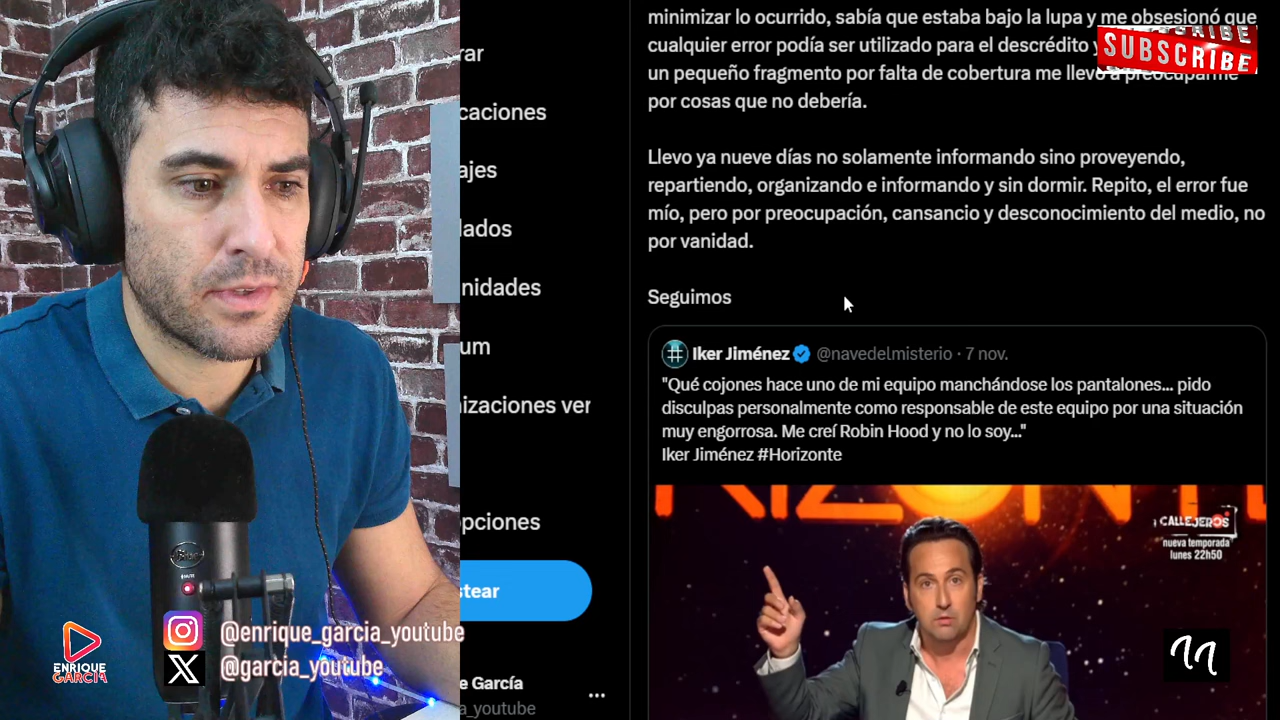 minimizar lo ocurrido, sabía que estaba bajo la lupa y me obsesionó que
cualquier error podía ser utilizado para el descrédito y
un pequeño fragmento por falta de cobertura me llevó a preocuparme
por cosas que no debería.
Llevo ya nueve días no solamente informando sino proveyendo,
repartiendo, organizando e informando y sin dormir. Repito, el error fue
mío, pero por preocupación, cansancio y desconocimiento del medio, no
por vanidad.
Seguimos
Iker Jiménez @navedelmisterio · 7 nov.
"Qué cojones hace uno de mi equipo manchándose los pantalones... pido
disculpas personalmente como responsable de este equipo por una situación
muy engorrosa. Me creí Robin Hood y no lo soy..."
Iker Jiménez #Horizonte
CALLEJEROS
nueva temporada
lunes 22h50
SUBSCRIBE
rar
caciones
ajes
lados
nidades
um
izaciones ver
pciones
stear
e García
a_youtube
@enrique_garcia_youtube
@garcia_youtube
ENRIQUE
GARCIA